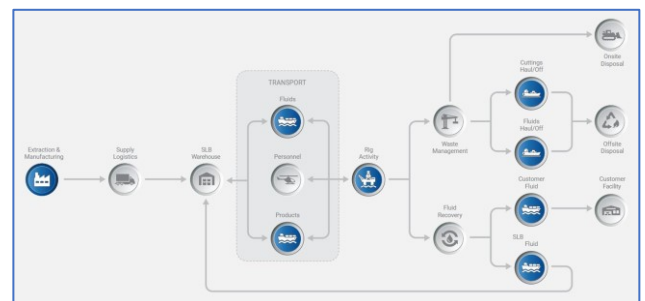 Onsite
Disposal
Cuttings
Haul/Off
TRANSPORT
Fluids
Waste
Management
Fluids
Haul/Off
Offsite
Disposal
Extraction &
Manufacturing
Supply
Logistics
SLB
Warehouse
Personnel
Rig
Activity
Customer
Fluid
Customer
Facility
Products
Fluid
Recovery
SLB
Fluid